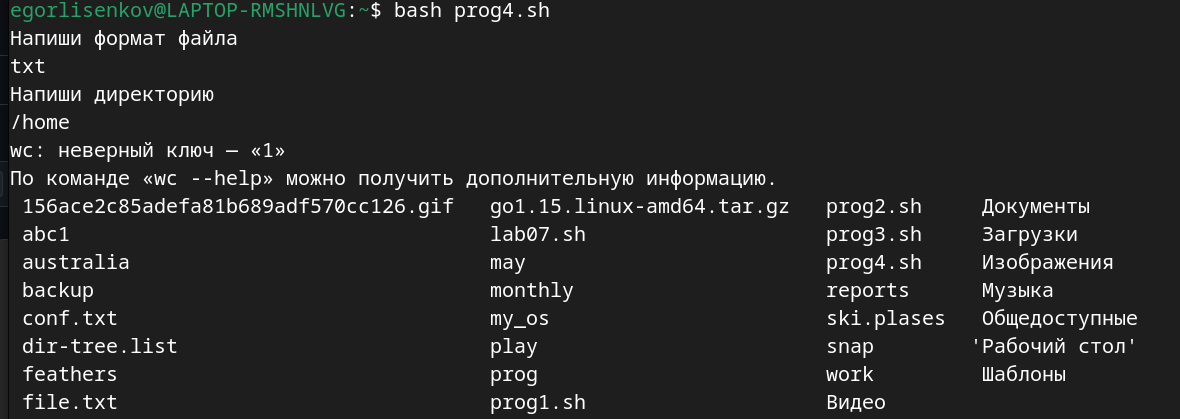 egorlisenkov@LAPTOP-RMSHNLVG:~$ bash prog4.sh
Напиши формат файла
txt
Напиши директорию
/home
wc: неверный ключ — «1»
По команде «wc --help» можно получить дополнительную информацию.
156ace2c85adefa81b689adf570cc126.gif go1.15.linux-amd64.tar.gz prog2.sh Документы
abc1 lab07.sh prog3.sh Загрузки
australia may prog4.sh Изображения
backup monthly reports Музыка
conf.txt my_os ski.plases Общедоступные
dir-tree.list play snap 'Рабочий стол'
feathers prog work Шаблоны
file.txt prog1.sh Видео